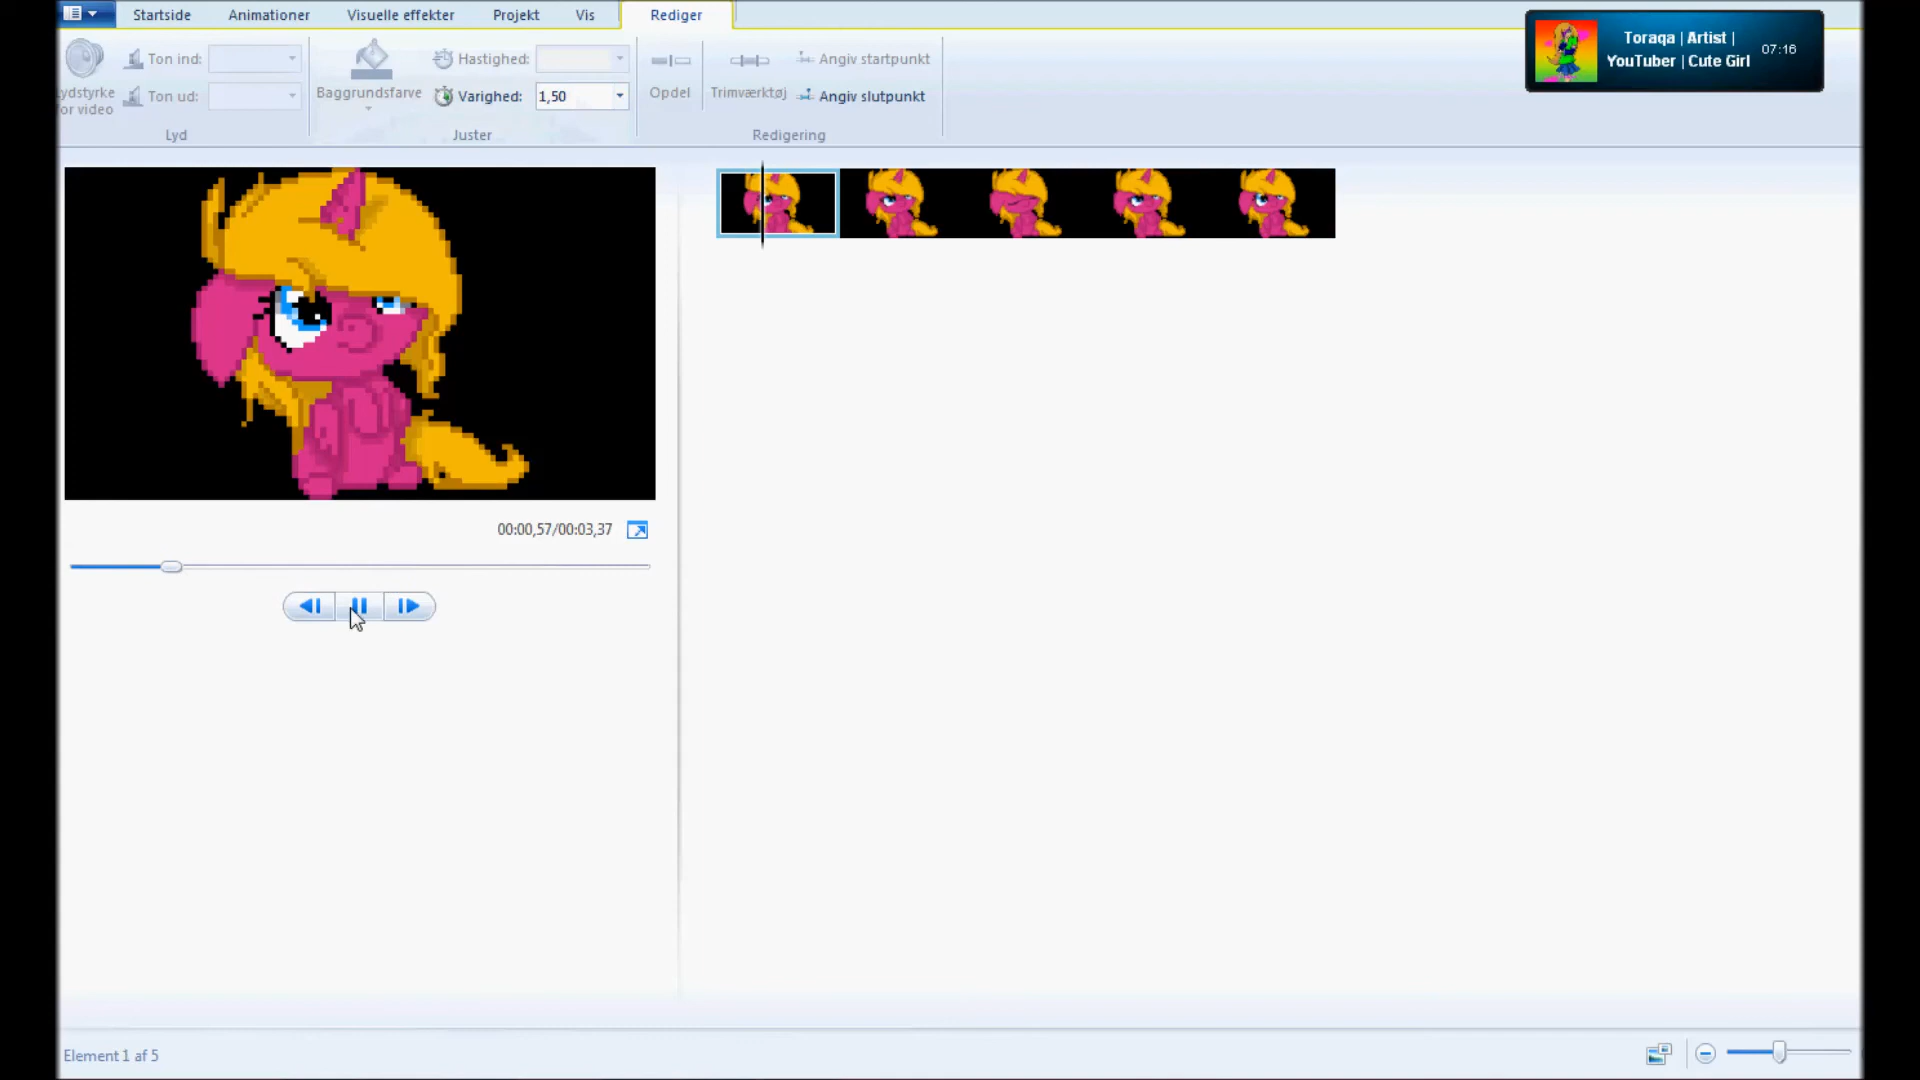 Startside
Animationer
Visuelle effekter
Projekt
Vis
Rediger
Ton ind:
Ton ud:
for video
Lyd
Baggrundsfarve
Hastighed:
Varighed:
1,50
Juster
Opdel
Trimværktøj
Angiv startpunkt
Angiv slutpunkt
Redigering
Toraqa | Artist |
YouTuber | Cute Girl
07:16
00:00,57/00:03,37
Element 1 af 5